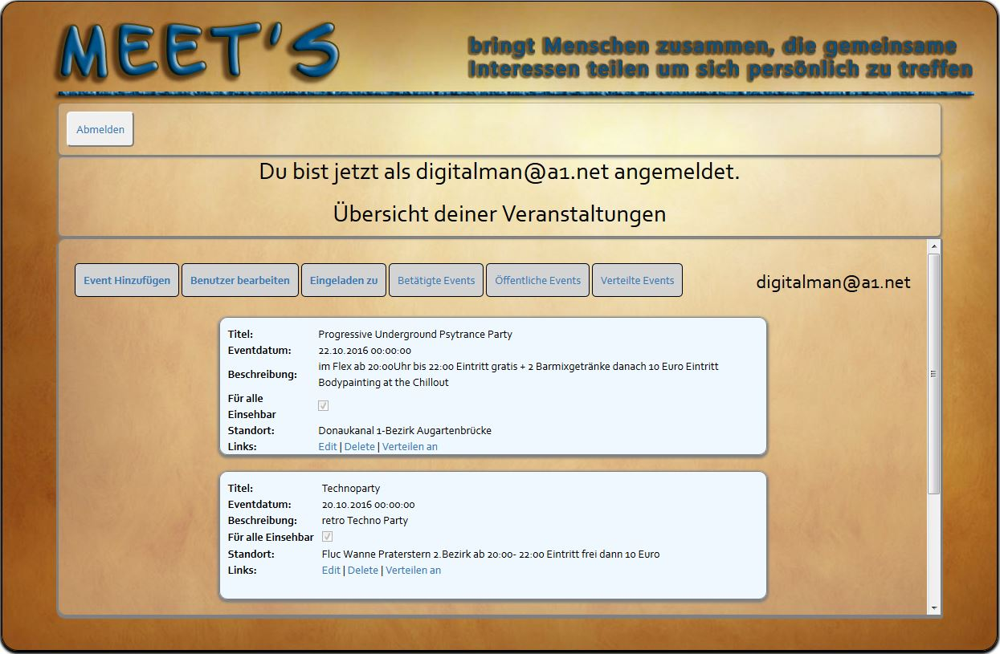 MEET'S
bringt Menschen zusammen, die gemeinsame
Interessen teilen um sich persönlich zu treffen
Abmelden
Du bist jetzt als digitalman@a1.net angemeldet.
Übersicht deiner Veranstaltungen
Event Hinzufügen Benutzer bearbeiten Eingeladen zu Betätigte Events Öffentliche Events Verteilte Events digitalman@a1.net
Titel: Progressive Underground Psytrance Party
Eventdatum: 22.10.2016 00:00:00
Beschreibung: im Flex ab 20:00Uhr bis 22:00 Eintritt gratis + 2 Barmixgetränke danach 10 Euro Eintritt
Bodypainting at the Chillout
Für alle
Einsehbar
Standort: Donaukanal 1-Bezirk Augartenbrücke
Links: Edit | Delete | Verteilen an
Titel: Technoparty
Eventdatum: 20.10.2016 00:00:00
Beschreibung: retro Techno Party
Für alle Einsehbar
Standort: Fluc Wanne Praterstern 2.Bezirk ab 20:00- 22:00 Eintritt frei dann 10 Euro
Links: Edit | Delete | Verteilen an